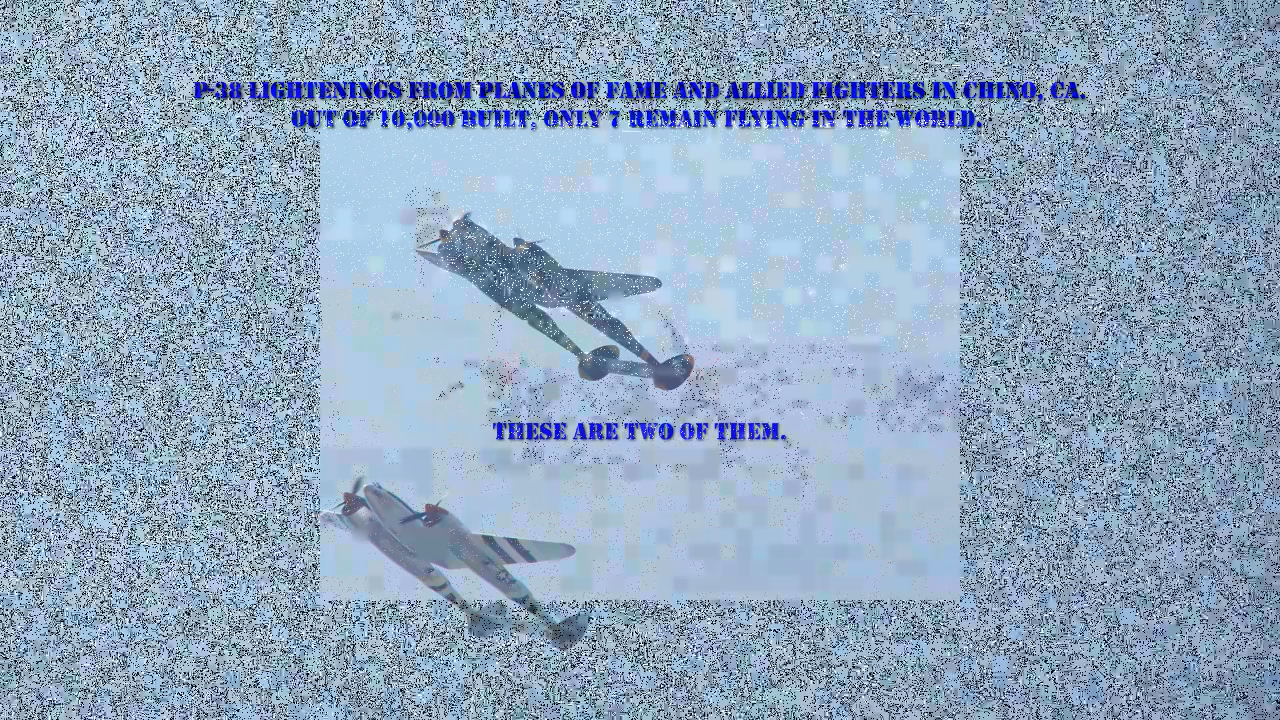 P-38 LIGHTENINGS FROM PLANES OF FAME AND ALLIED FIGHTERS IN CHINO, CA.
OUT OF 10,000 BUILT, ONLY 7 REMAIN FLYING IN THE WORLD.
THESE ARE TWO OF THEM.